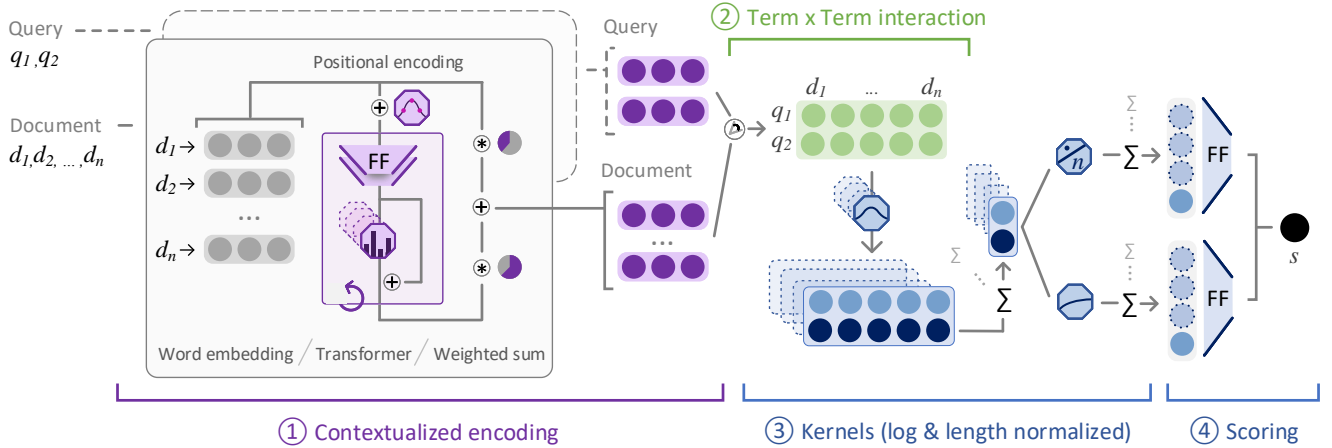 ② Term x Term interaction
Query
q1,q2
Document
d1,d2, ... ,dn
Positional encoding
d1→
d2→
...
dn→
FF
Word embedding / Transformer / Weighted sum
Query
Document
...
d1 ... dn
q1
q2
Σ
Σ
n
Σ
Σ
FF
Σ
Σ
FF
s
① Contextualized encoding
③ Kernels (log & length normalized)
④ Scoring